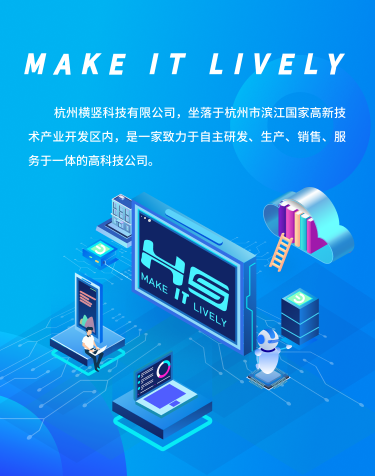 MAKE IT LIVELY
杭州横竖科技有限公司，坐落于杭州市滨江国家高新技
术产业开发区内，是一家致力于自主研发、生产、销售、服
务于一体的高科技公司。
HS
MAKE IT LIVELY